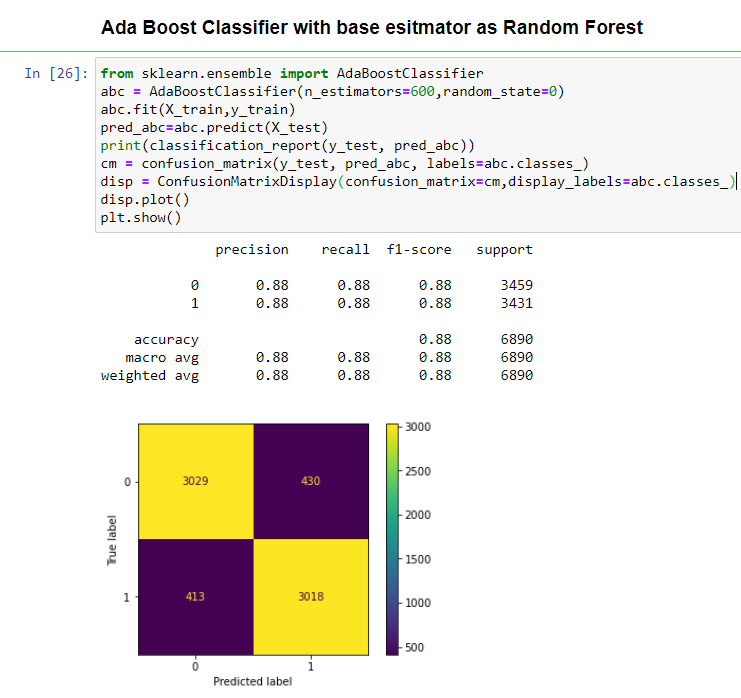 Ada Boost Classifier with base esitmator as Random Forest
In [26]: from sklearn.ensemble import AdaBoostClassifier
abc = AdaBoostClassifier(n_estimators=600,random_state=0)
abc.fit(X_train,y_train)
pred_abc=abc.predict(X_test)
print(classification_report(y_test, pred_abc))
cm = confusion_matrix(y_test, pred_abc, labels=abc.classes_)
disp = ConfusionMatrixDisplay(confusion_matrix=cm,display_labels=abc.classes_)
disp.plot()
plt.show()
precision recall f1-score support
0 0.88 0.88 0.88 3459
1 0.88 0.88 0.88 3431
accuracy 0.88 6890
macro avg 0.88 0.88 0.88 6890
weighted avg 0.88 0.88 0.88 6890
3000
0 3029 430
2500
2000
True label
1500
1 413 3018
1000
500
0 1
Predicted label